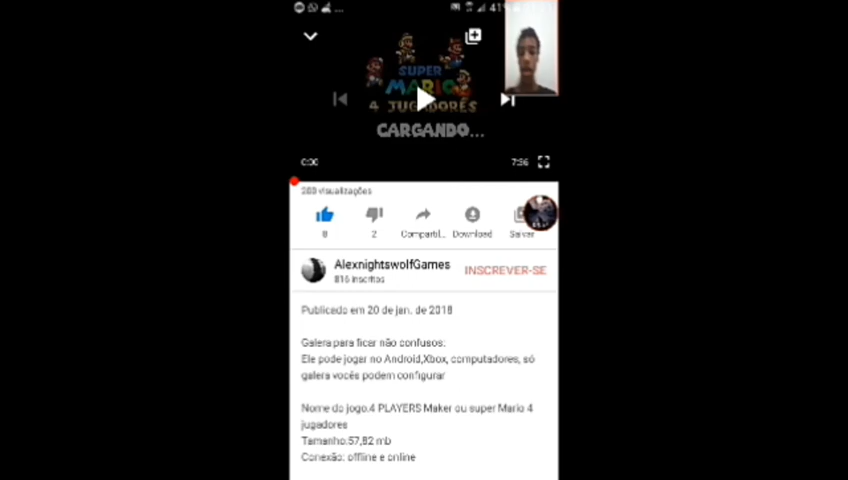 41%
SUPER
MARIO
4 JUGADORES
CARGANDO...
0:00
7:36
388 visualizações
8
2
Compartil...
Download
Salvar
AlexnightswolfGames
816 inscritos
INSCREVER-SE
Publicado em 20 de jan. de 2018
Galera para ficar não confusos:
Ele pode jogar no Android,Xbox, computadores, só
galera vocês podem configurar
Nome do jogo.4 PLAYERS Maker ou super Mario 4
jugadores
Tamanho.57,82 mb
Conexão: offline e online